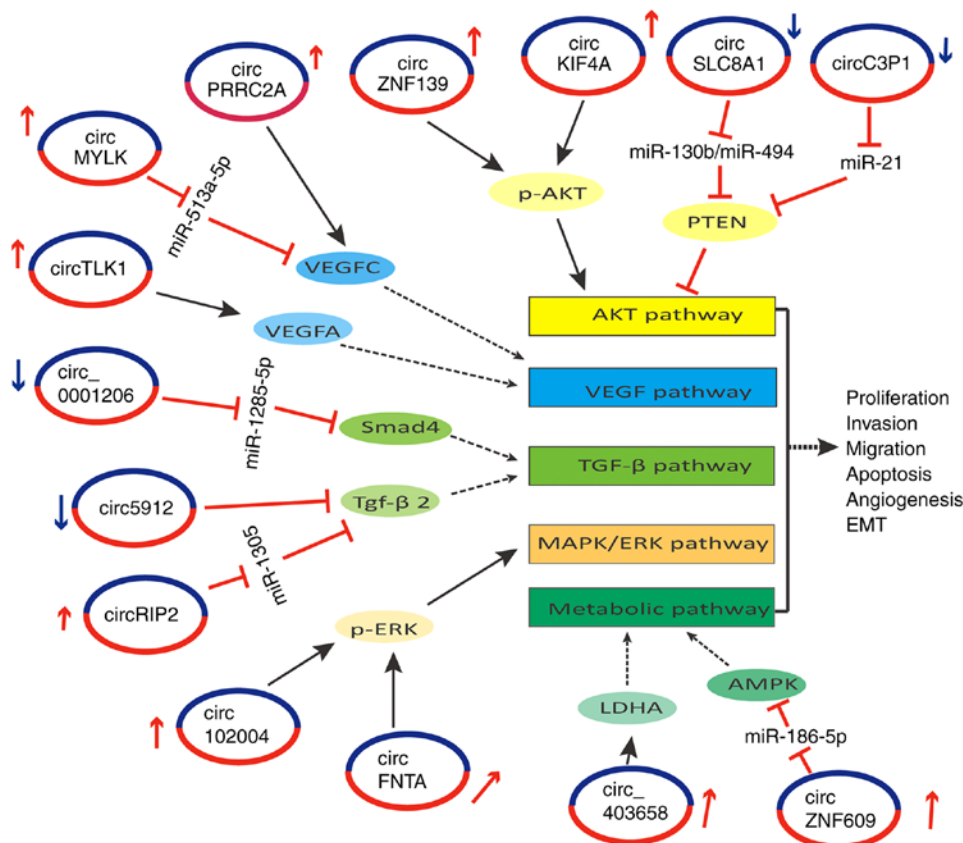 circ
PRRC2A
circ
ZNF139
circ
KIF4A
circ
SLC8A1
circC3P1
circ
MYLK
miR-513a-5p
miR-130b/miR-494
miR-21
p-AKT
PTEN
circTLK1
VEGFC
VEGFA
AKT pathway
circ_
0001206
miR-1285-5p
Smad4
VEGF pathway
TGF-β pathway
Proliferation
Invasion
Migration
Apoptosis
Angiogenesis
EMT
circ5912
Tgf-β 2
miR-1305
MAPK/ERK pathway
circRIP2
Metabolic pathway
p-ERK
circ
102004
circ
FNTA
LDHA
AMPK
miR-186-5p
circ_
403658
circ
ZNF609